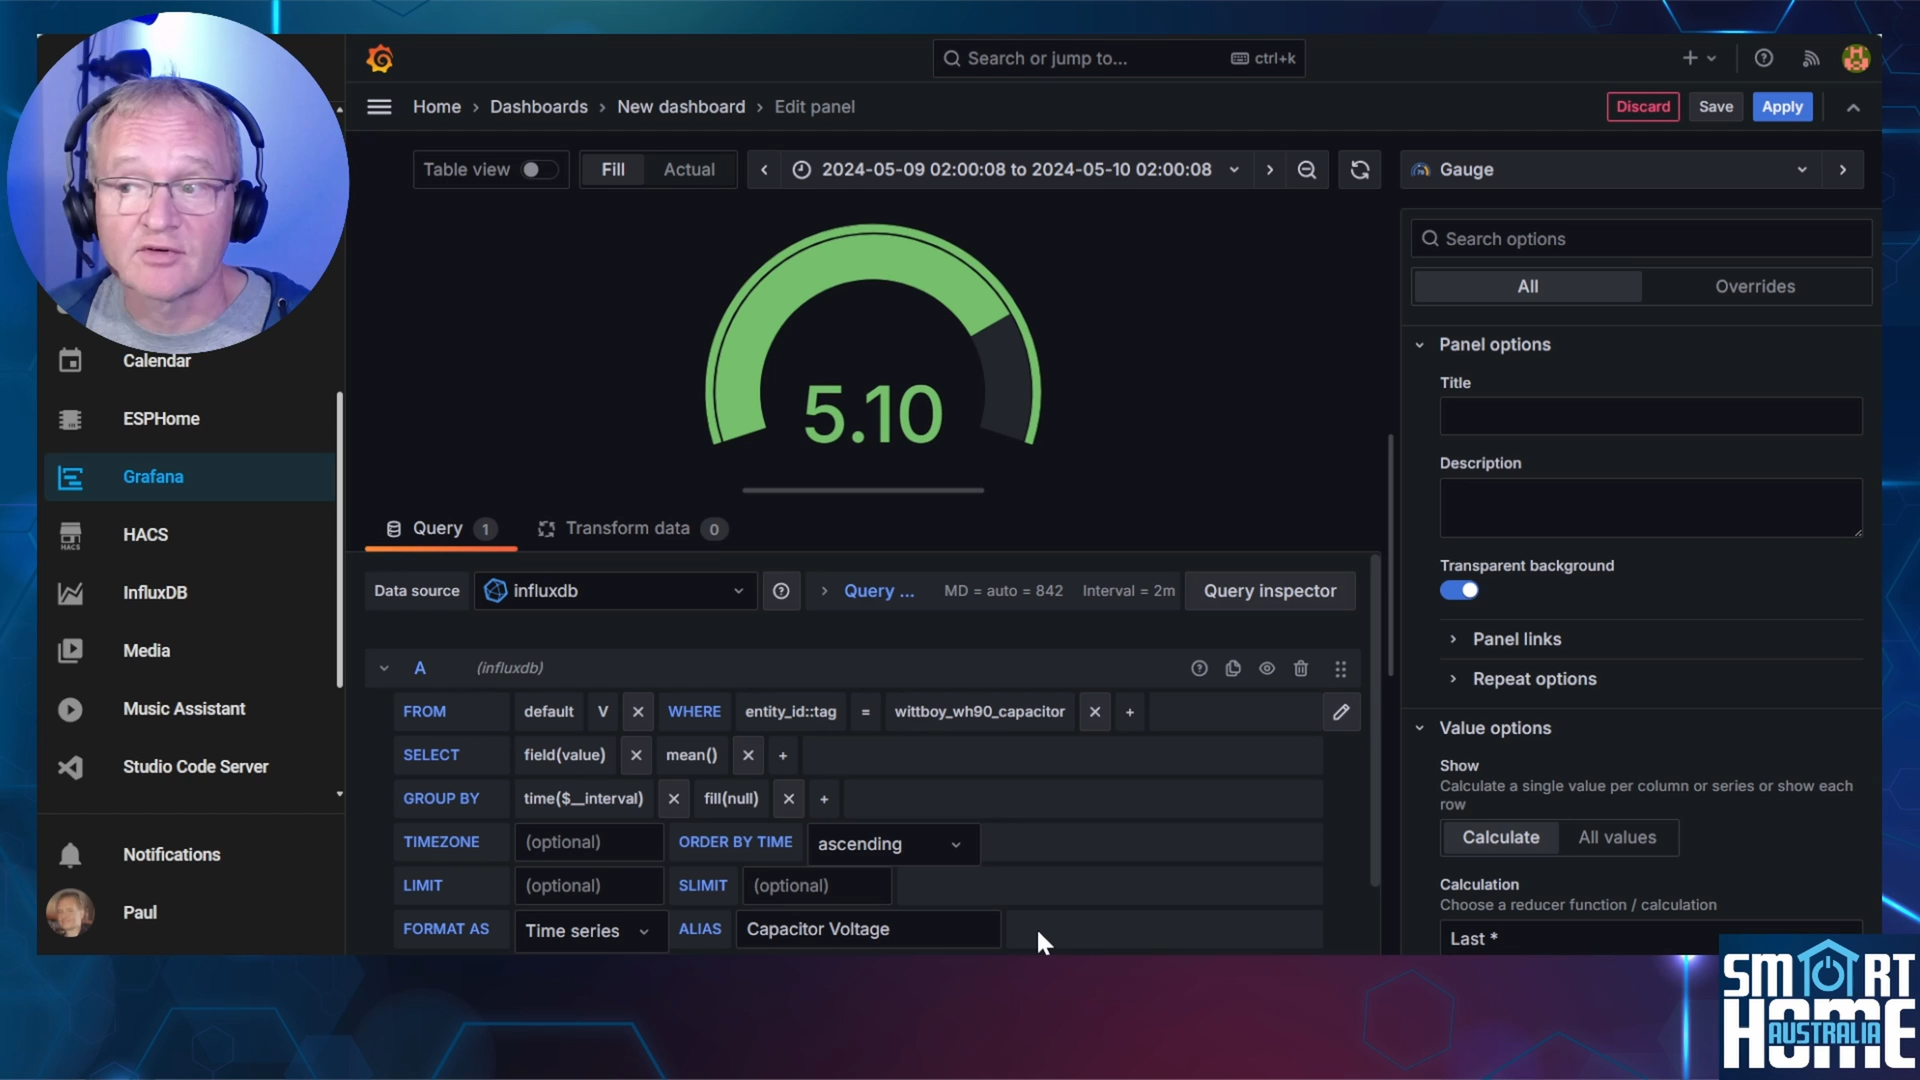 Search or jump to...
ctrl+k
Home › Dashboards › New dashboard › Edit panel
Discard
Save
Apply
Table view
Fill
Actual
2024-05-09 02:00:08 to 2024-05-10 02:00:08
Gauge
Search options
All
Overrides
5.10
Panel options
Title
Description
Transparent background
Panel links
Repeat options
Value options
Show
Calculate a single value per column or series or show each
row
Calculate
All values
Calculation
Choose a reducer function / calculation
Last *
Calendar
ESPHome
Grafana
HACS
HACS
InfluxDB
Media
Music Assistant
Studio Code Server
Notifications
Paul
Query 1
Transform data 0
Data source
influxdb
Query ...
MD = auto = 842
Interval = 2m
Query inspector
A (influxdb)
FROM default V WHERE entity_id::tag = wittboy_wh90_capacitor +
SELECT field(value) mean() +
GROUP BY time($__interval) fill(null) +
TIMEZONE (optional) ORDER BY TIME ascending
LIMIT (optional) SLIMIT (optional)
FORMAT AS Time series ALIAS Capacitor Voltage
SMART
HOME
AUSTRALIA